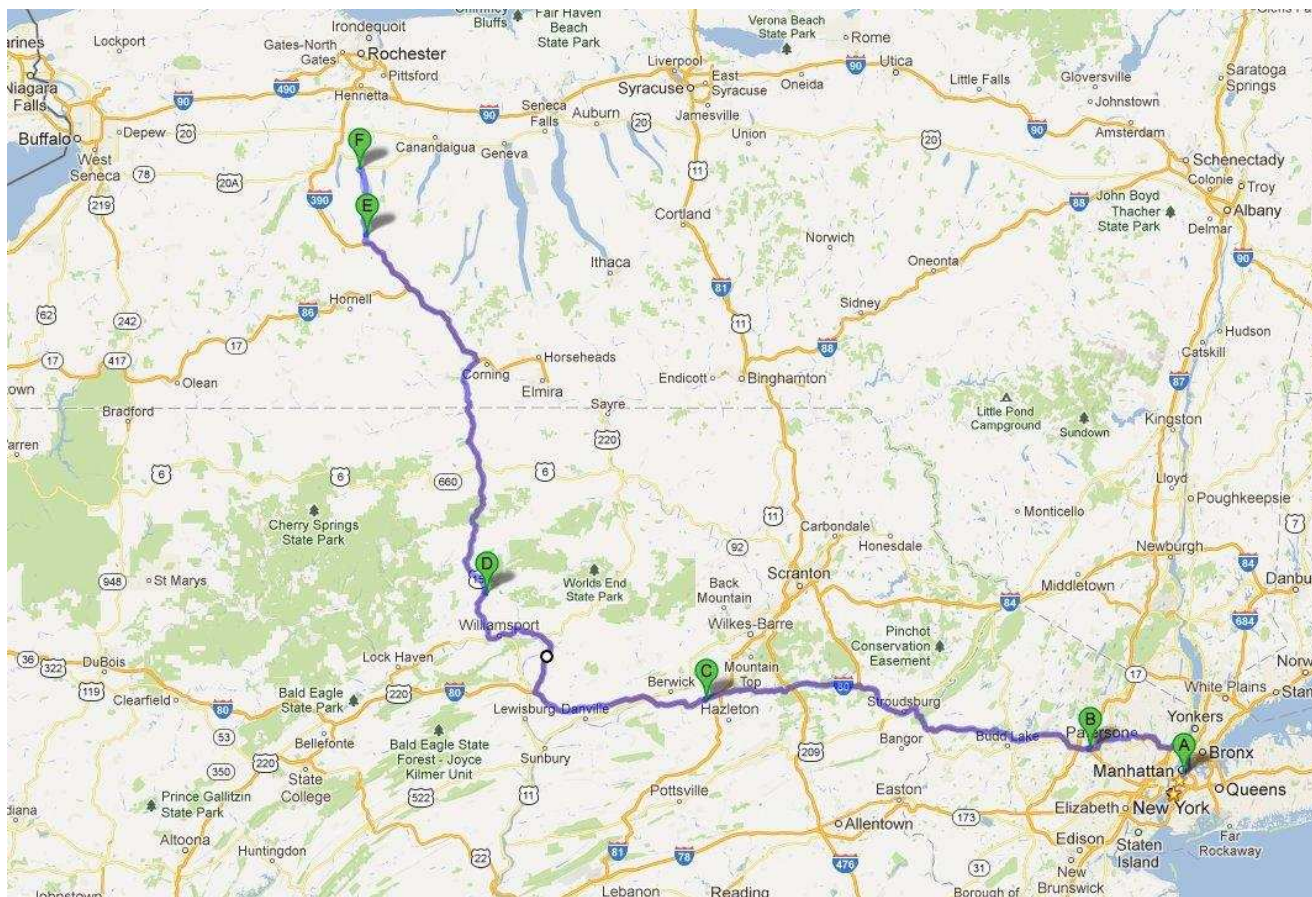 Lockport
Irondequoit
Gates-North
Gates
Rochester
Pittsford
Henrietta
Bluffs
Fair Haven
Beach
State Park
Verona Beach
State Park
Rome
Liverpool
Syracuse
East
Syracuse
Jamesville
Oneida
90
Utica
Little Falls
Gloversville
Johnstown
Amsterdam
Saratoga
Springs
Niagara
Falls
90
490
Buffalo
Depew
20
West
Seneca
78
20A
219
F
Canandaigua
Geneva
Seneca
Falls
90
Auburn
20
Union
11
20
90
Schenectady
Colonie
Troy
Albany
Delmar
90
John Boyd
Thacher
State Park
88
E
390
Cortland
Norwich
Oneonta
Ithaca
81
11
Sidney
88
Hornell
86
17
62
242
17
417
Olean
Bradford
Corning
Horseheads
Elmira
Endicott
Binghamton
Hudson
Catskill
87
Kingston
Little Pond
Campground
Sundown
Sayre
220
6
6
6
660
Lloyd
Poughkeepsie
7
Monticello
Cherry Springs
State Park
11
92
Carbondale
Honesdale
Newburgh
84
948
St Marys
D
15
Worlds End
State Park
Back
Mountain
Scranton
Middletown
84
684
Williamsport
Wilkes-Barre
Pinchot
Conservation
Easement
36
322
DuBois
119
Clearfield
80
Lock Haven
220
80
Bald Eagle
State Park
Berwick
C
Mountain
Top
Hazleton
80
Stroudsburg
17
White Plains
Yonkers
Lewisburg
Danville
B
Paterson
A
Bronx
53
Bellefonte
Bald Eagle State
Forest - Joyce
Kilmer Unit
Sunbury
Bangor
Budd Lake
Manhattan
Queens
350
220
State
College
209
Prince Gallitzin
State Park
522
11
Pottsville
Easton
173
Elizabeth
New York
Altoona
Allentown
Edison
Staten
Island
Far
Rockaway
Huntingdon
22
81
78
476
31
New
Brunswick
Lebanon
Reading
Borough of